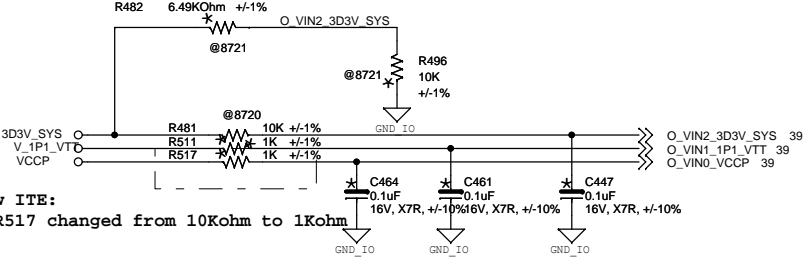 R482 6.49KOhm +/-1%
O_VIN2_3D3V_SYS
@8721
R496
@8721 10K
+/-1%
GND_IO
@8720
3D3V_SYS R481 10K +/-1% O_VIN2_3D3V_SYS 39
V_1P1_VTT R511 1K +/-1% O_VIN1_1P1_VTT 39
VCCP R517 1K +/-1% O_VIN0_VCCP 39
C464 C461 C447
0.1uF 0.1uF 0.1uF
16V, X7R, +/-10% 16V, X7R, +/-10% 16V, X7R, +/-10%
ITE:
R517 changed from 10Kohm to 1Kohm
GND_IO GND_IO GND_IO